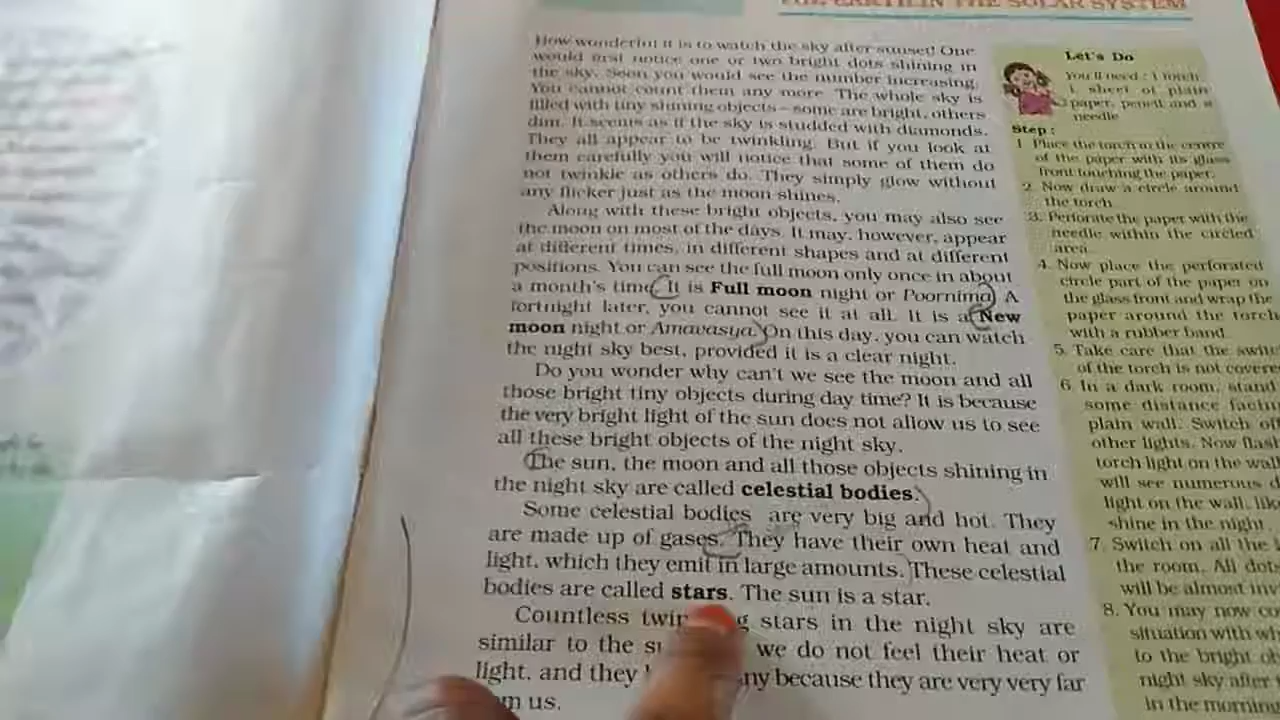 THE EARTH IN THE SOLAR SYSTEM
How wonderful it is to watch the sky after sunset! One
would first notice one or two bright dots shining in
the sky. Soon you would see the number increasing.
You cannot count them any more. The whole sky is
filled with tiny shining objects – some are bright, others
dim. It seems as if the sky is studded with diamonds.
They all appear to be twinkling. But if you look at
them carefully you will notice that some of them do
not twinkle as others do. They simply glow without
any flicker just as the moon shines.
Along with these bright objects, you may also see
the moon on most of the days. It may, however, appear
at different times, in different shapes and at different
positions. You can see the full moon only once in about
a month's time. It is Full moon night or Poornima. A
fortnight later, you cannot see it at all. It is a New
moon night or Amavasya. On this day, you can watch
the night sky best, provided it is a clear night.
Do you wonder why can't we see the moon and all
those bright tiny objects during day time? It is because
the very bright light of the sun does not allow us to see
all these bright objects of the night sky.
The sun, the moon and all those objects shining in
the night sky are called celestial bodies.
Some celestial bodies are very big and hot. They
are made up of gases. They have their own heat and
light, which they emit in large amounts. These celestial
bodies are called stars. The sun is a star.
Countless stars in the night sky are
similar to the we do not feel their heat or
light, and they because they are very very far
us.
Let's Do
You'll need : 1 torch
1 sheet of plain
paper, pencil and a
needle
Step :
1. Place the torch in the centre
of the paper with its glass
front touching the paper.
2. Now draw a circle around
the torch
3. Perforate the paper with the
needle within the circled
area.
4. Now place the perforated
circle part of the paper on
the glass front and wrap the
paper around the torch
with a rubber band.
5. Take care that the
of the torch is not
6. In a dark room, stand
some distance
plain wall. Switch
other lights. Now
torch light on the wall
will see numerous
light on the wall,
shine in the night.
7. Switch on all the
the room. All
will be almost
8. You may now
situation with
to the bright
night sky after
in the morning